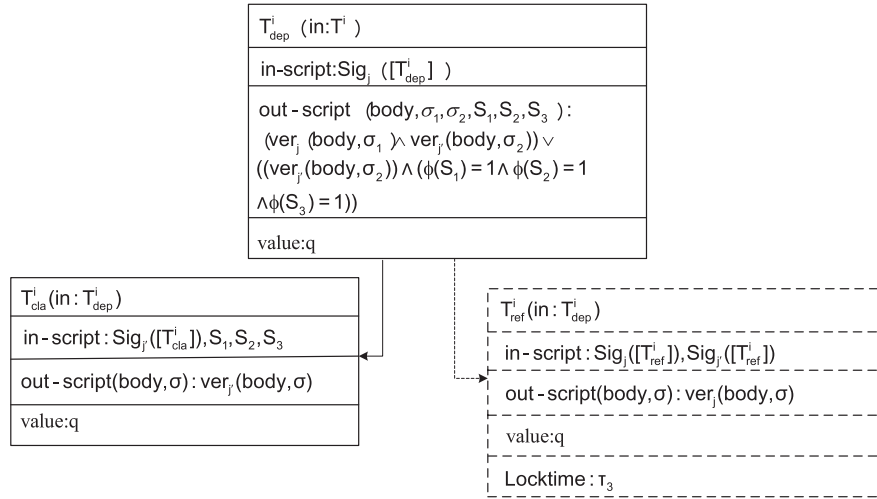 T^i_dep (in:T^i)
in-script:Sig_j ([T^i_dep])
out-script (body,σ_1,σ_2,S_1,S_2,S_3):
(ver_j (body,σ_1)∧ ver_j'(body,σ_2)) ∨
((ver_j'(body,σ_2)) ∧ (ϕ(S_1) = 1 ∧ ϕ(S_2) = 1
∧ϕ(S_3) = 1))
value:q
T^i_cla(in: T^i_dep)
in-script: Sig_j'([T^i_cla]),S_1,S_2,S_3
out-script(body,σ): ver_j'(body,σ)
value:q
T^i_ref(in: T^i_dep)
in-script: Sig_j([T^i_ref]),Sig_j'([T^i_ref])
out-script(body,σ): ver_j(body,σ)
value:q
Locktime: τ_3